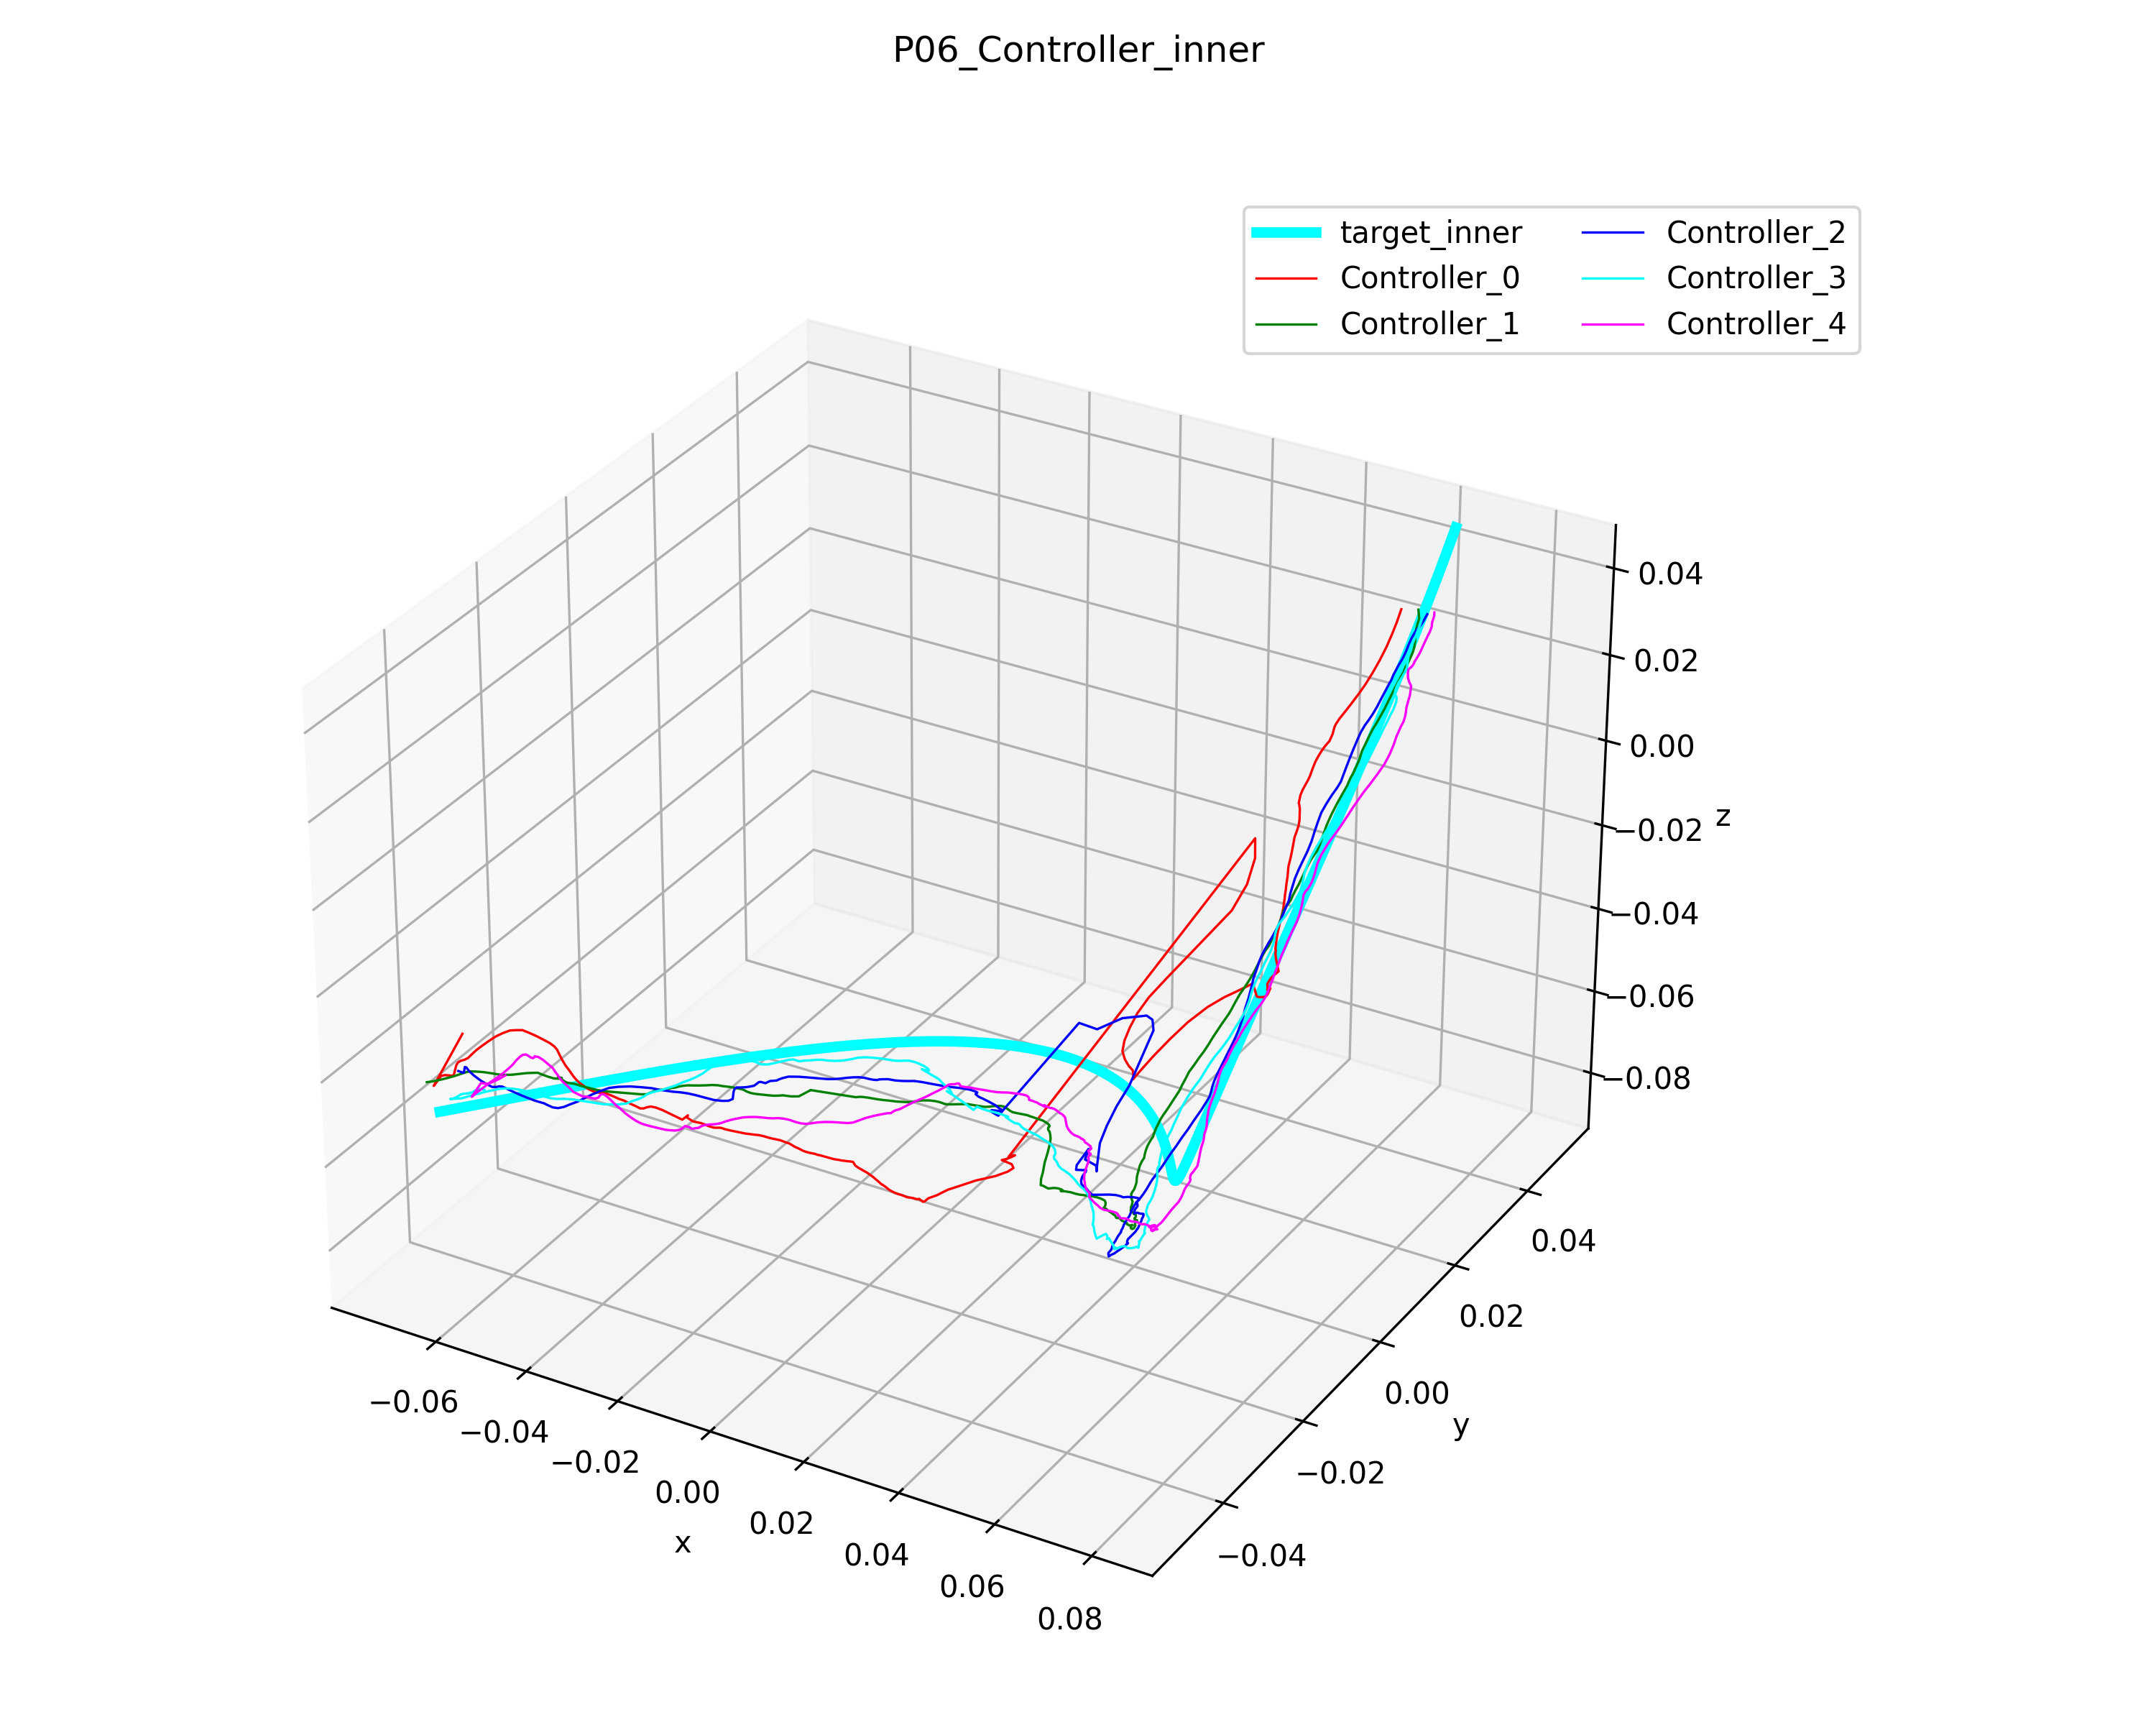 P06_Controller_inner
target_inner
Controller_0
Controller_1
Controller_2
Controller_3
Controller_4
0.04
0.02
0.00
−0.02
z
−0.04
−0.06
−0.08
0.04
0.02
0.00
y
−0.02
−0.04
−0.06
−0.04
−0.02
0.00
x
0.02
0.04
0.06
0.08